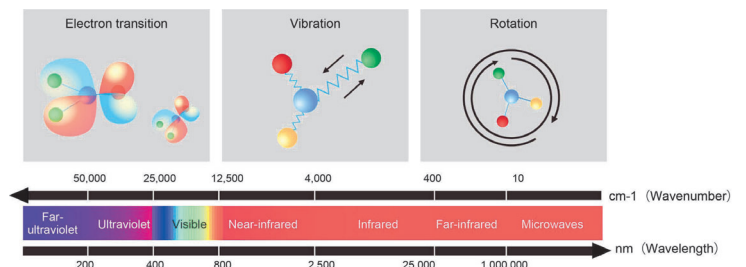 Electron transition
Vibration
Rotation
50,000 25,000 12,500 4,000 400 10
cm-1 (Wavenumber)
Far-
ultraviolet
Ultraviolet Visible Near-infrared Infrared Far-infrared Microwaves
nm (Wavelength)
200 400 800 2,500 25,000 1,000,000